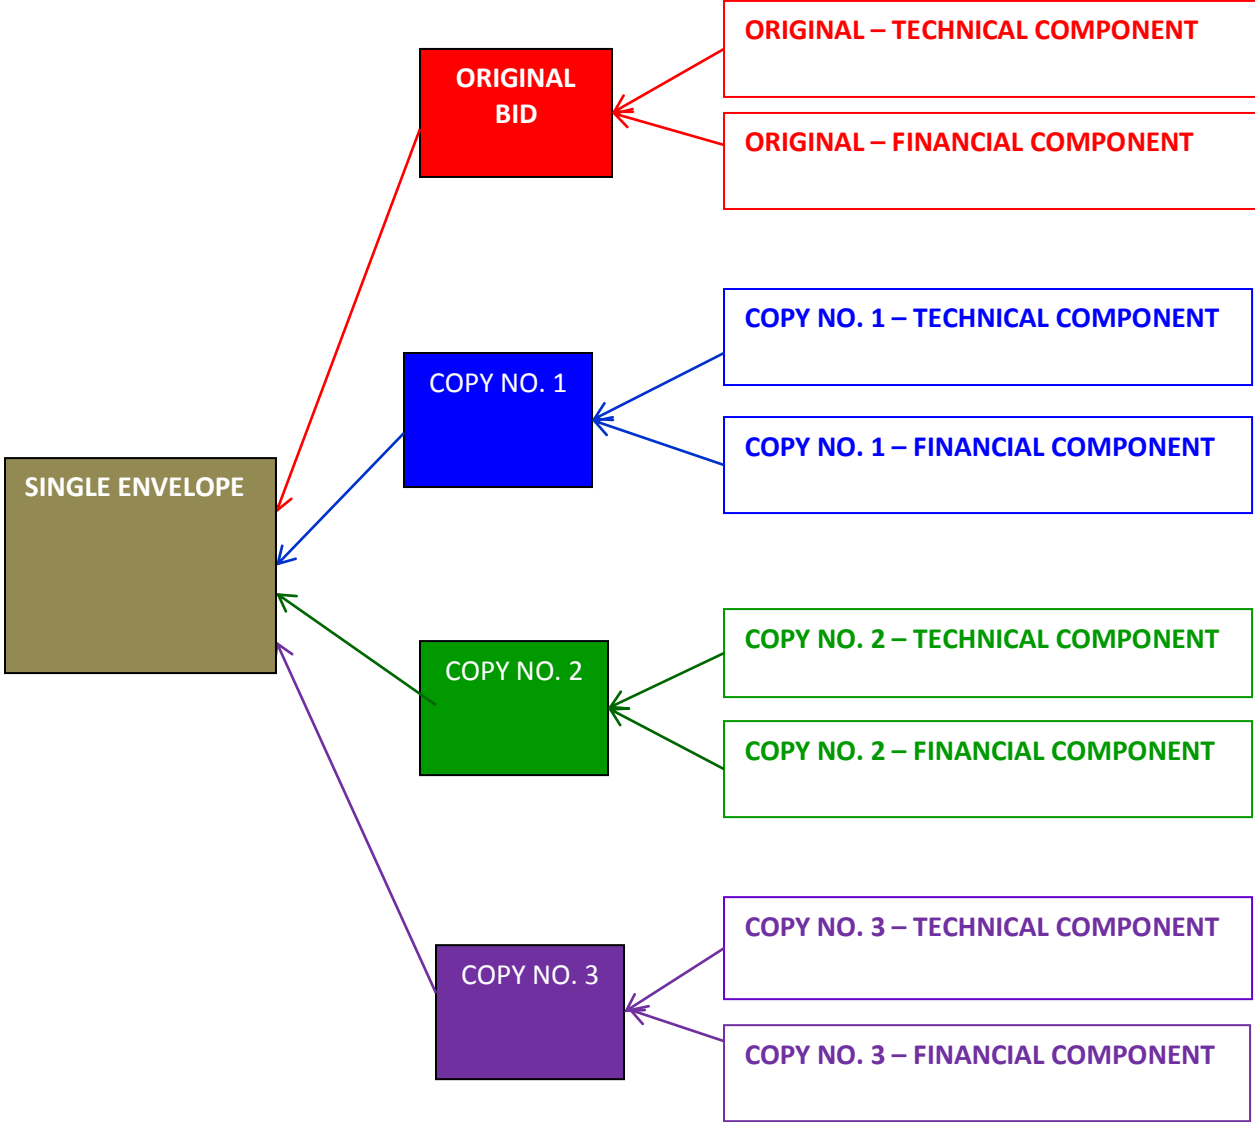 ORIGINAL – TECHNICAL COMPONENT
ORIGINAL
BID
ORIGINAL – FINANCIAL COMPONENT
COPY NO. 1 – TECHNICAL COMPONENT
COPY NO. 1
COPY NO. 1 – FINANCIAL COMPONENT
SINGLE ENVELOPE
COPY NO. 2 – TECHNICAL COMPONENT
COPY NO. 2
COPY NO. 2 – FINANCIAL COMPONENT
COPY NO. 3 – TECHNICAL COMPONENT
COPY NO. 3
COPY NO. 3 – FINANCIAL COMPONENT